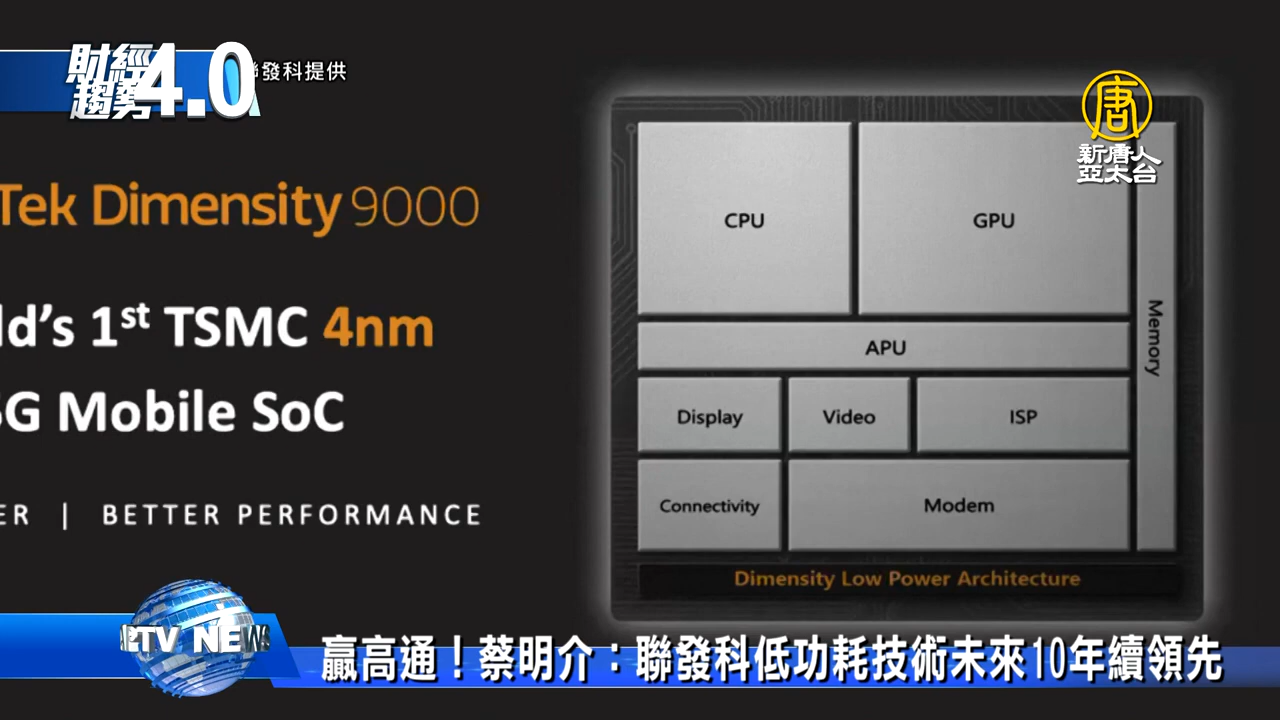 財經
趨勢4.0
聯發科提供
Tek Dimensity 9000
ld's 1st TSMC 4nm
5G Mobile SoC
ER | BETTER PERFORMANCE
CPU
GPU
APU
Memory
Display
Video
ISP
Connectivity
Modem
Dimensity Low Power Architecture
唐
新唐人
亞太台
NEWS
贏高通!蔡明介:聯發科低功耗技術未來10年續領先